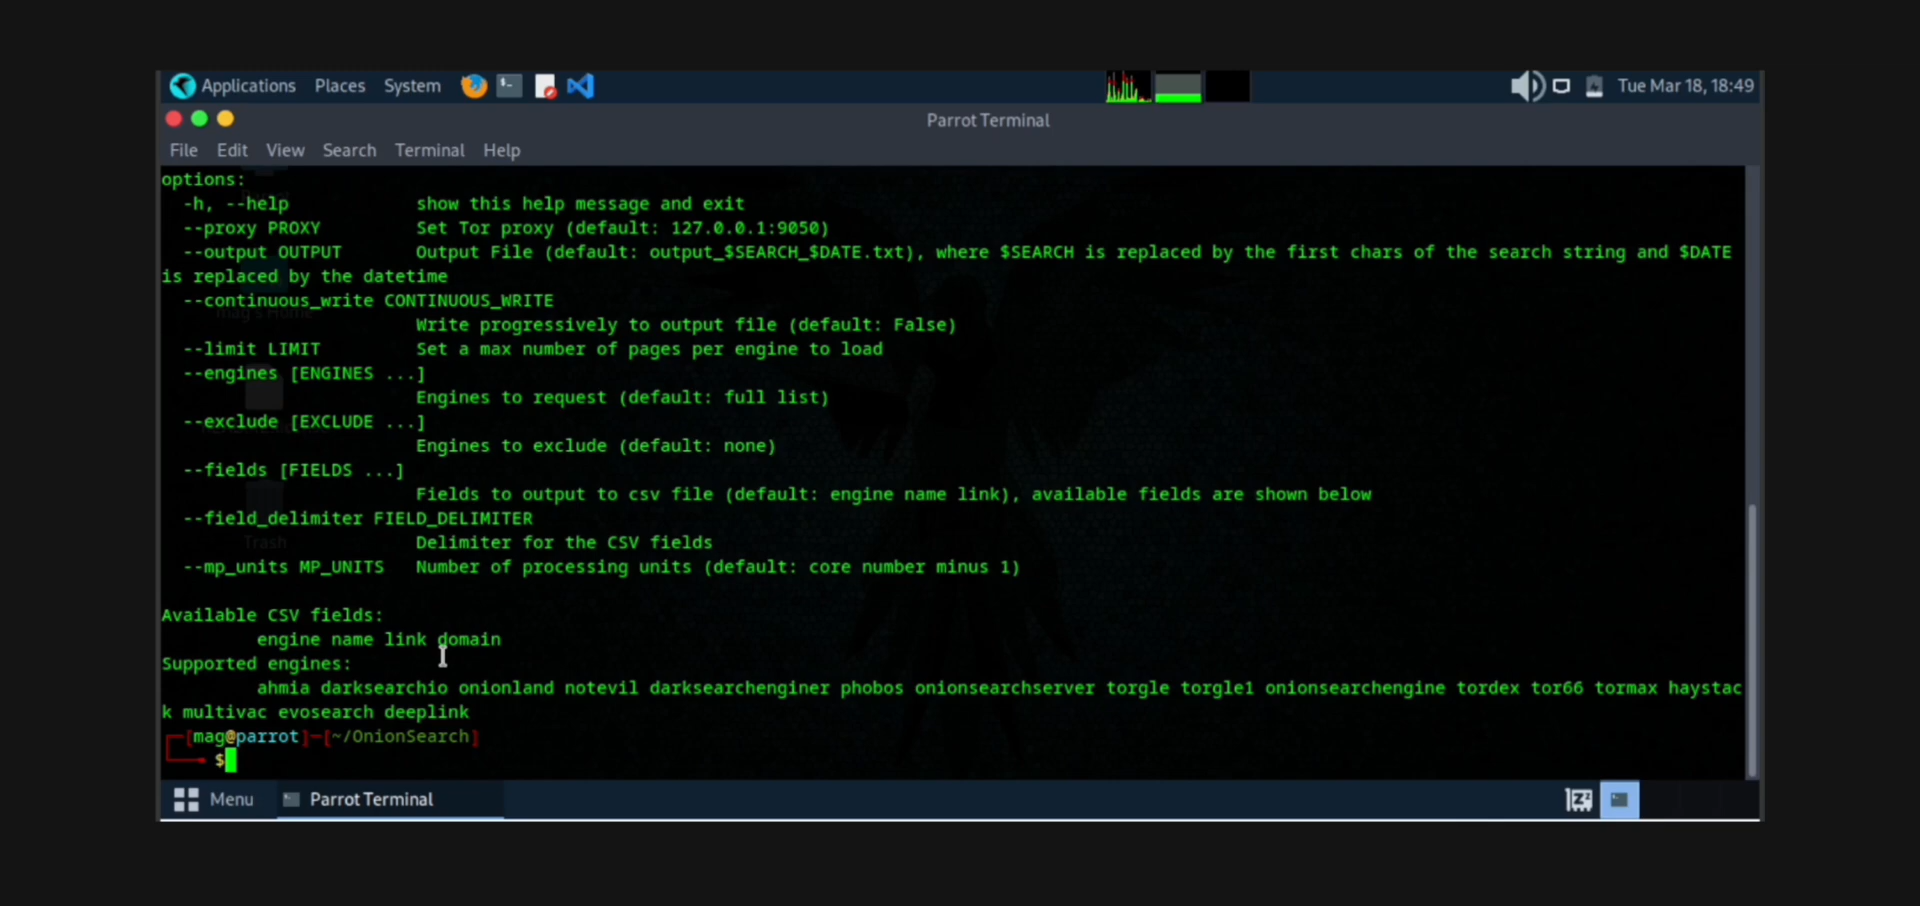 Applications Places System Tue Mar 18, 18:49
Parrot Terminal
File Edit View Search Terminal Help
options:
-h, --help show this help message and exit
--proxy PROXY Set Tor proxy (default: 127.0.0.1:9050)
--output OUTPUT Output File (default: output_$SEARCH_$DATE.txt), where $SEARCH is replaced by the first chars of the search string and $DATE
is replaced by the datetime
--continuous_write CONTINUOUS_WRITE
Write progressively to output file (default: False)
--limit LIMIT Set a max number of pages per engine to load
--engines [ENGINES ...]
Engines to request (default: full list)
--exclude [EXCLUDE ...]
Engines to exclude (default: none)
--fields [FIELDS ...]
Fields to output to csv file (default: engine name link), available fields are shown below
--field_delimiter FIELD_DELIMITER
Delimiter for the CSV fields
Trash
--mp_units MP_UNITS Number of processing units (default: core number minus 1)
Available CSV fields:
engine name link domain
Supported engines:
ahmia darksearchio onionland notevil darksearchenginer phobos onionsearchserver torgle torgle1 onionsearchengine tordex tor66 tormax haystac
k multivac evosearch deeplink
[mag@parrot]-[~/OnionSearch]
$
Menu Parrot Terminal